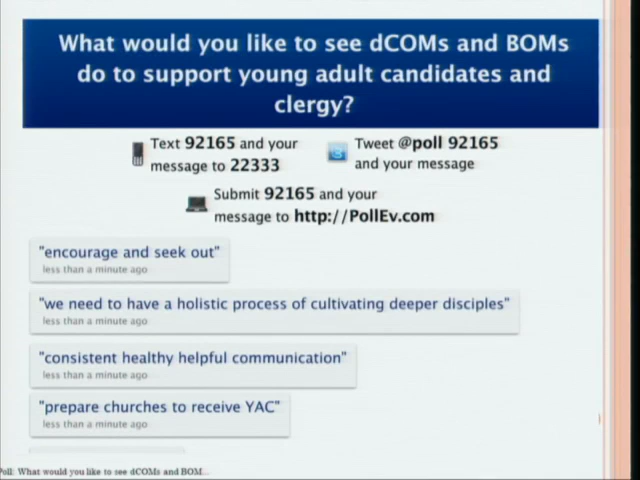 What would you like to see dCOMs and BOMs
do to support young adult candidates and
clergy?
Text 92165 and your
message to 22333
Tweet @poll 92165
and your message
Submit 92165 and your
message to http://PollEv.com
"encourage and seek out"
less than a minute ago
"we need to have a holistic process of cultivating deeper disciples"
less than a minute ago
"consistent healthy helpful communication"
less than a minute ago
"prepare churches to receive YAC"
less than a minute ago
Poll: What would you like to see dCOMs and BOM...